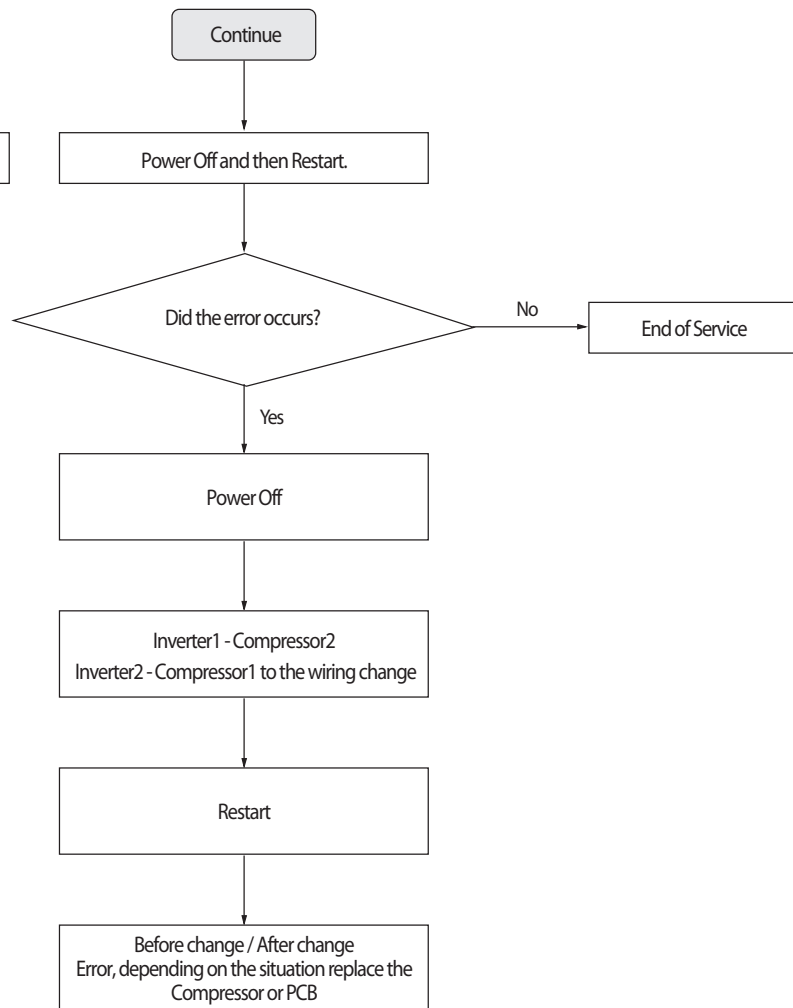 Continue
Power Off and then Restart.
Did the error occurs?
No
End of Service
Yes
Power Off
Inverter1 - Compressor2
Inverter2 - Compressor1 to the wiring change
Restart
Before change / After change
Error, depending on the situation replace the
Compressor or PCB